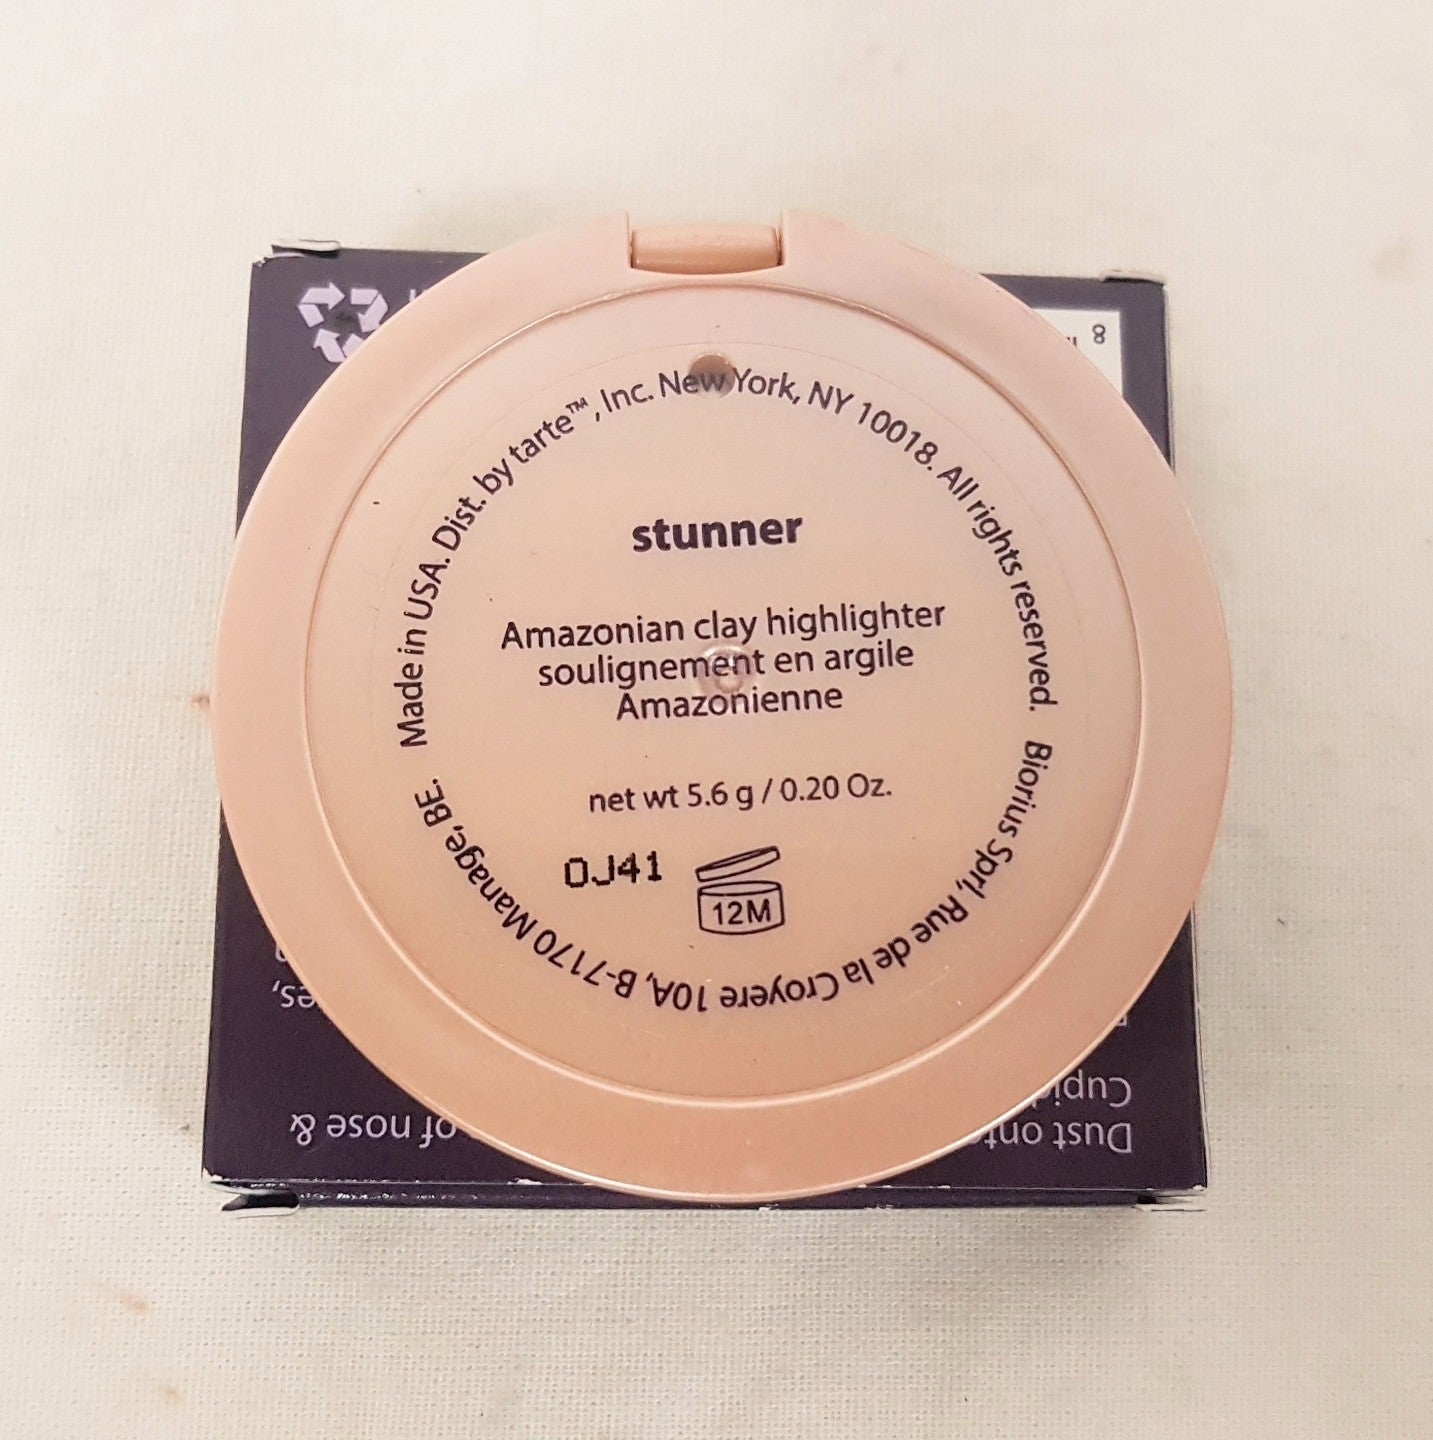 Made in USA. Dist. by tarte™, Inc. New York, NY 10018. All rights reserved.
Biorius Sprl, Rue de la Croyere 10A, B-7170 Manage, BE.
stunner
Amazonian clay highlighter
soulignement en argile
Amazonienne
net wt 5.6 g / 0.20 Oz.
0J41
12M
8
Dust onto
of nose &